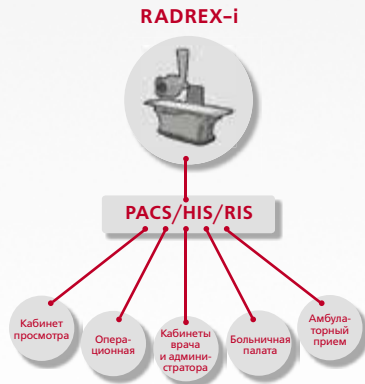 RADREX-i
PACS/HIS/RIS
Кабинет
просмотра
Опера-
ционная
Кабинеты
врача
и админи-
стратора
Больничная
палата
Амбула-
торный
прием